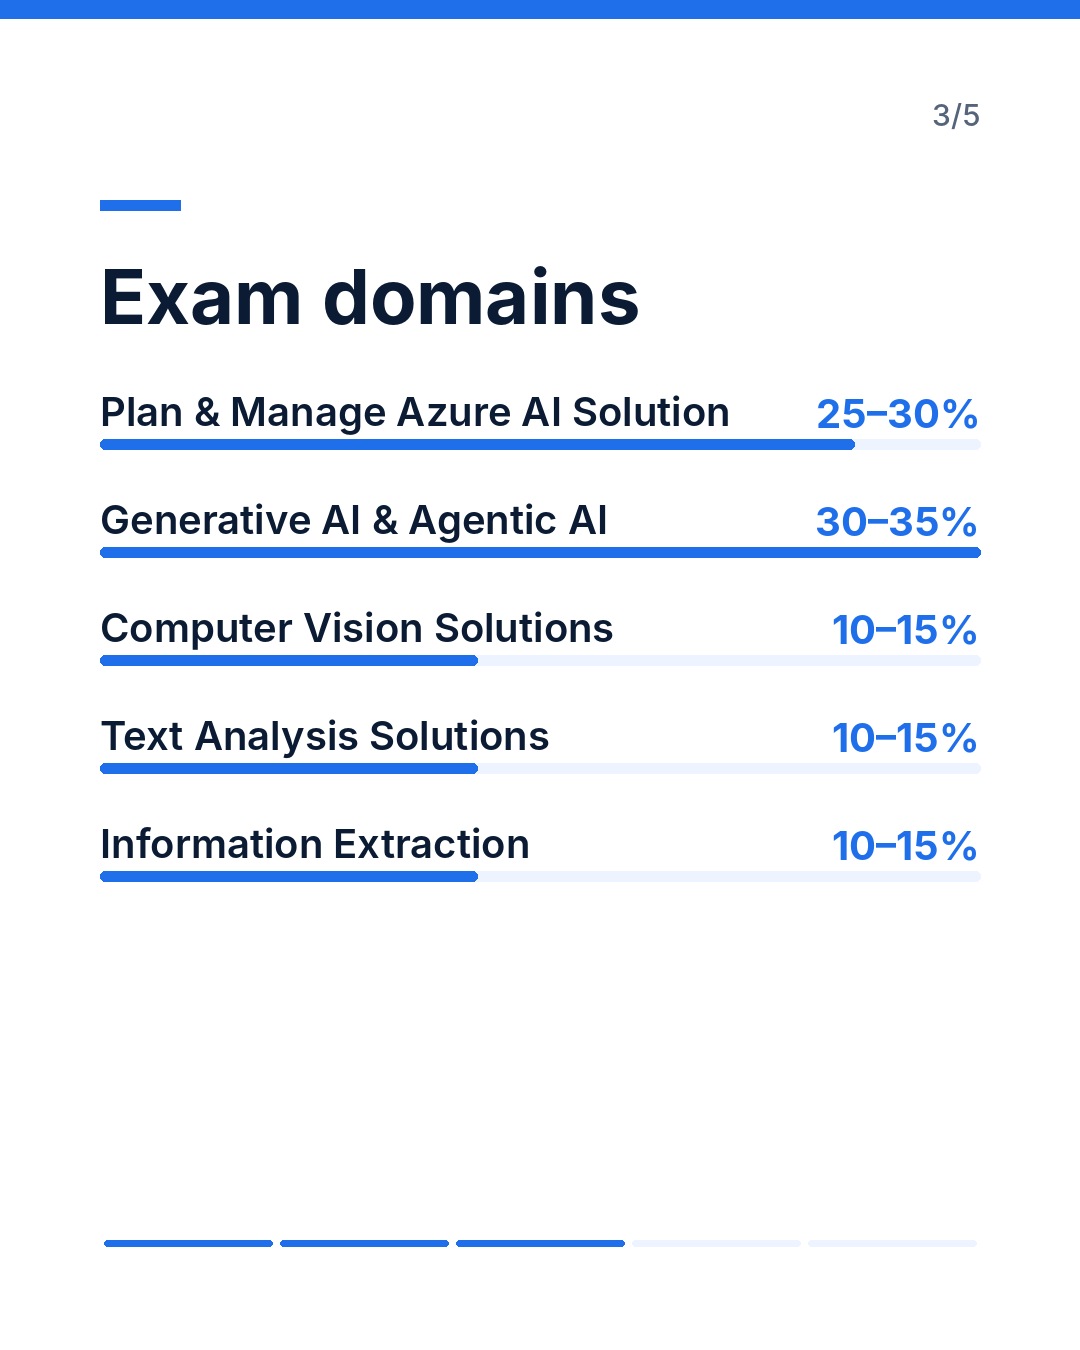 3/5
Exam domains
Plan & Manage Azure AI Solution 25–30%
Generative AI & Agentic AI 30–35%
Computer Vision Solutions 10–15%
Text Analysis Solutions 10–15%
Information Extraction 10–15%